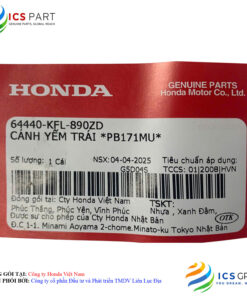 ICS PART
HONDA
GENUINE PARTS
Honda Motor Co., Ltd.
64440-KFL-890ZD
CÁNH YẾM TRÁI *PB171MU*
Số lượng: 1 Cái
NSX: 04-04-2025
Tiêu chuẩn áp dụng:
G5D04S
TCCS: 01|2008|HVN
Đóng gói tại: Cty Honda Việt Nam
TSKT:
Phúc Thắng, Phúc Yên, Vĩnh Phúc
Nhựa, Xanh Đậm,
Được sự cho phép của Cty Honda Nhật Bản
OTK
Đ.C 1-1. Minami Aoyama 2-chome.Minato-ku Tokyo Nhật Bản
GÓI TẠI: Công ty Honda Việt Nam
PHỐI BỞI: Công ty cổ phần Đầu tư và Phát triển TMDV Liên Lục Địa
ICS